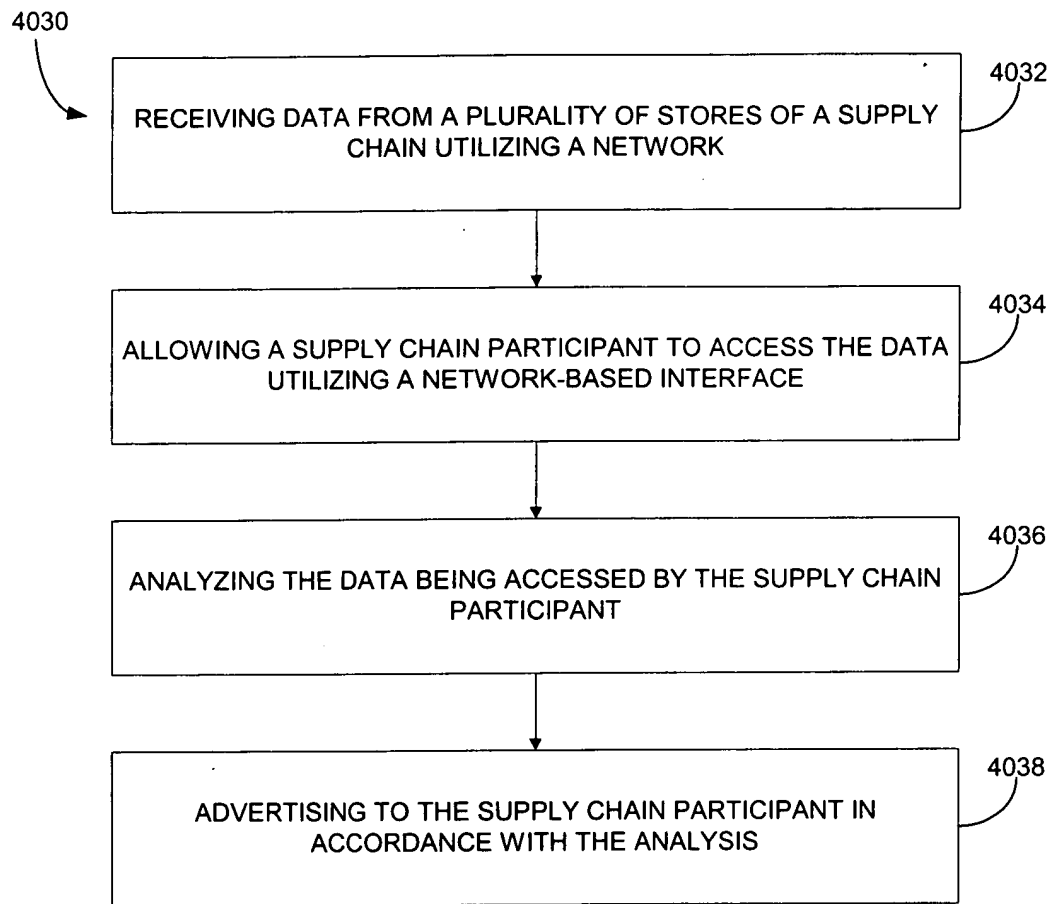 4030
4032
RECEIVING DATA FROM A PLURALITY OF STORES OF A SUPPLY
CHAIN UTILIZING A NETWORK
4034
ALLOWING A SUPPLY CHAIN PARTICIPANT TO ACCESS THE DATA
UTILIZING A NETWORK-BASED INTERFACE
4036
ANALYZING THE DATA BEING ACCESSED BY THE SUPPLY CHAIN
PARTICIPANT
4038
ADVERTISING TO THE SUPPLY CHAIN PARTICIPANT IN
ACCORDANCE WITH THE ANALYSIS